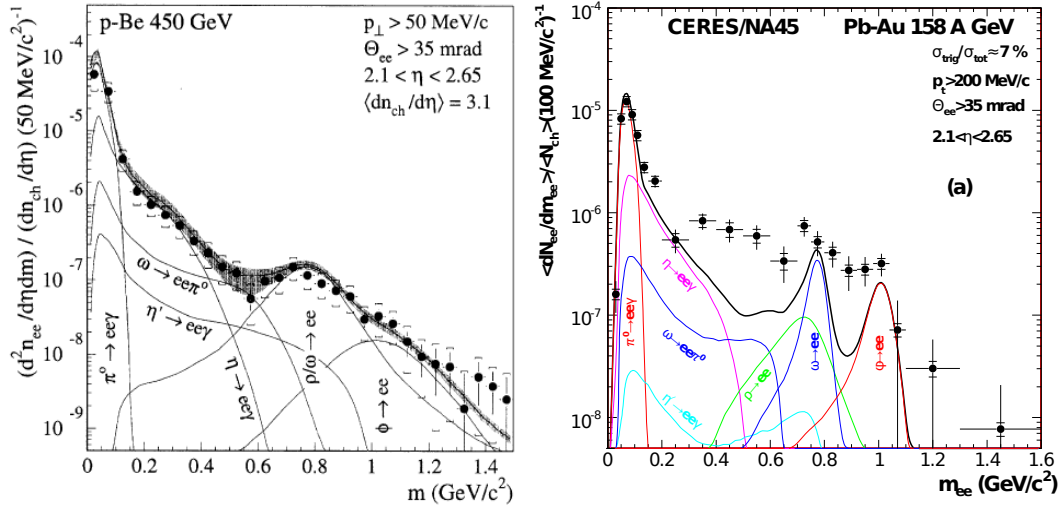 p-Be 450 GeV
p⊥ > 50 MeV/c
Θee > 35 mrad
2.1 < η < 2.65
⟨dnch/dη⟩ = 3.1
(d²nee/dηdm) / (dnch/dη) (50 MeV/c²)⁻¹
10⁻⁴
10⁻⁵
10⁻⁶
10⁻⁷
10⁻⁸
10⁻⁹
ω → eeπ⁰
η' → eeγ
π⁰ → eeγ
η → eeγ
ρ/ω → ee
ϕ → ee
0 0.2 0.4 0.6 0.8 1 1.2 1.4
m (GeV/c²)
CERES/NA45 Pb-Au 158 A GeV
σtrig/σtot≈7 %
pt>200 MeV/c
Θee>35 mrad
2.1<η<2.65
(a)
<dNee/dmee>/<Nch>(100 MeV/c²)⁻¹
10⁻⁵
10⁻⁶
10⁻⁷
10⁻⁸
π⁰→eeγ
η→eeγ
ω→eeπ⁰
η′→eeγ
ρ→ee
ω→ee
φ→ee
0 0.2 0.4 0.6 0.8 1 1.2 1.4 1.6
mee (GeV/c²)